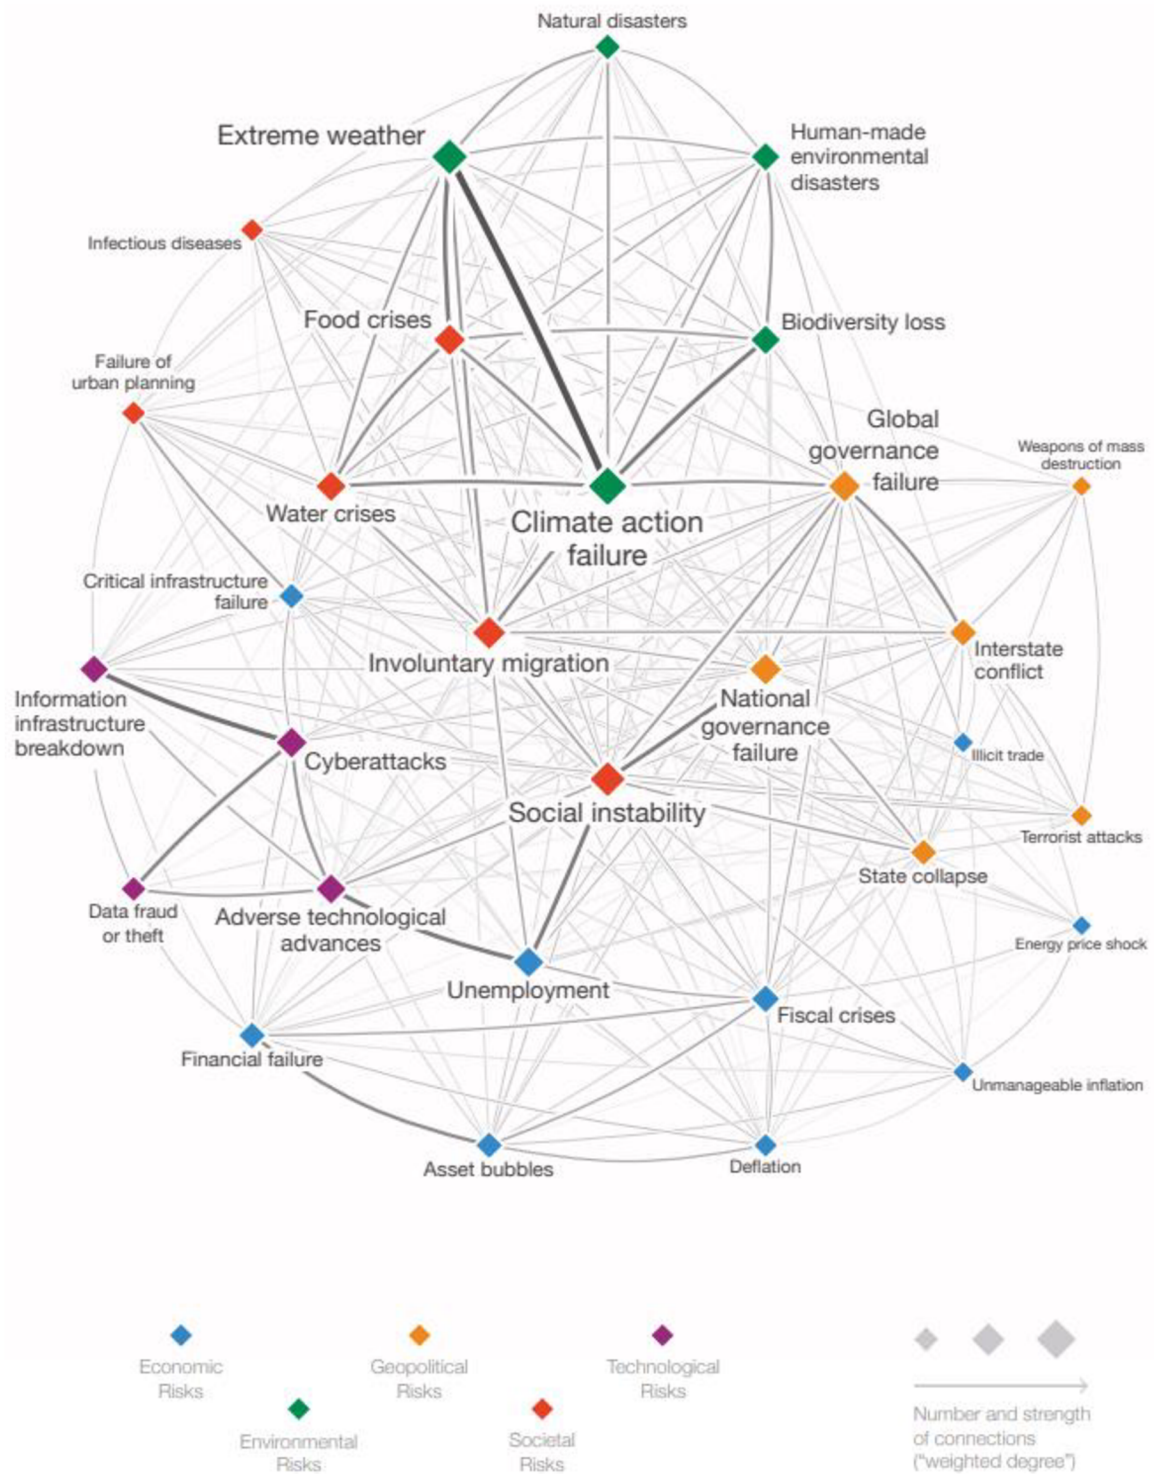 Natural disasters
Extreme weather
Human-made
environmental
disasters
Infectious diseases
Food crises
Biodiversity loss
Failure of
urban planning
Global
governance
failure
Weapons of mass
destruction
Water crises
Climate action
failure
Critical infrastructure
failure
Involuntary migration
Interstate
conflict
Information
infrastructure
breakdown
National
governance
failure
Cyberattacks
Illicit trade
Social instability
Terrorist attacks
State collapse
Data fraud
or theft
Adverse technological
advances
Energy price shock
Unemployment
Fiscal crises
Financial failure
Unmanageable inflation
Asset bubbles
Deflation
Economic
Risks
Geopolitical
Risks
Technological
Risks
Environmental
Risks
Societal
Risks
Number and strength
of connections
("weighted degree")